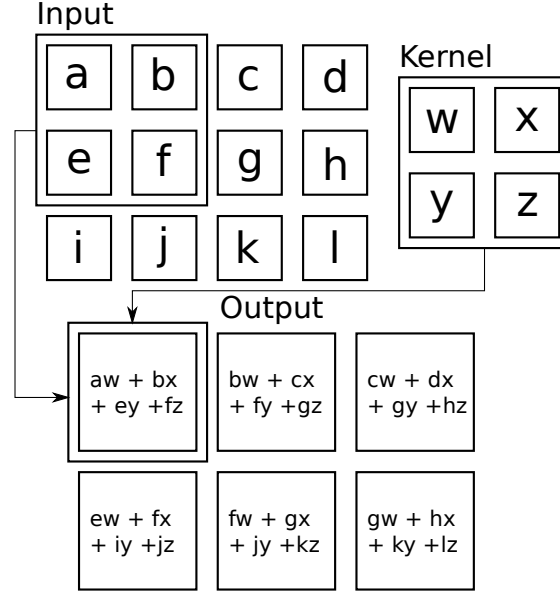 Input
a b c d
Kernel
w x
e f g h
y z
i j k l
Output
aw + bx
+ ey +fz
bw + cx
+ fy +gz
cw + dx
+ gy +hz
ew + fx
+ iy +jz
fw + gx
+ jy +kz
gw + hx
+ ky +lz